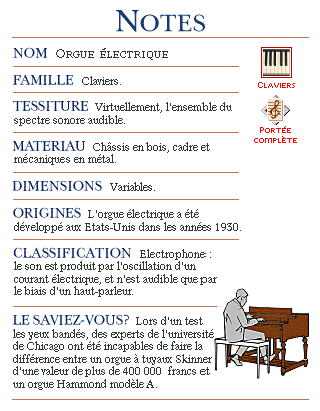 NOTES
NOM ORGUE ÉLECTRIQUE
FAMILLE Claviers.
TESSITURE Virtuellement, l'ensemble du
spectre sonore audible.
MATERIAU Châssis en bois, cadre et
mécaniques en métal.
DIMENSIONS Variables.
ORIGINES L'orgue électrique a été
développé aux Etats-Unis dans les années 1930.
CLASSIFICATION Electrophone :
le son est produit par l'oscillation d'un
courant électrique, et n'est audible que par
le biais d'un haut-parleur.
LE SAVIEZ-VOUS? Lors d'un test
les yeux bandés, des experts de l'université
de Chicago ont été incapables de faire la
différence entre un orgue à tuyaux Skinner
d'une valeur de plus de 400 000 francs et
un orgue Hammond modèle A.
CLAVIERS
PORTÉE
COMPLÈTE